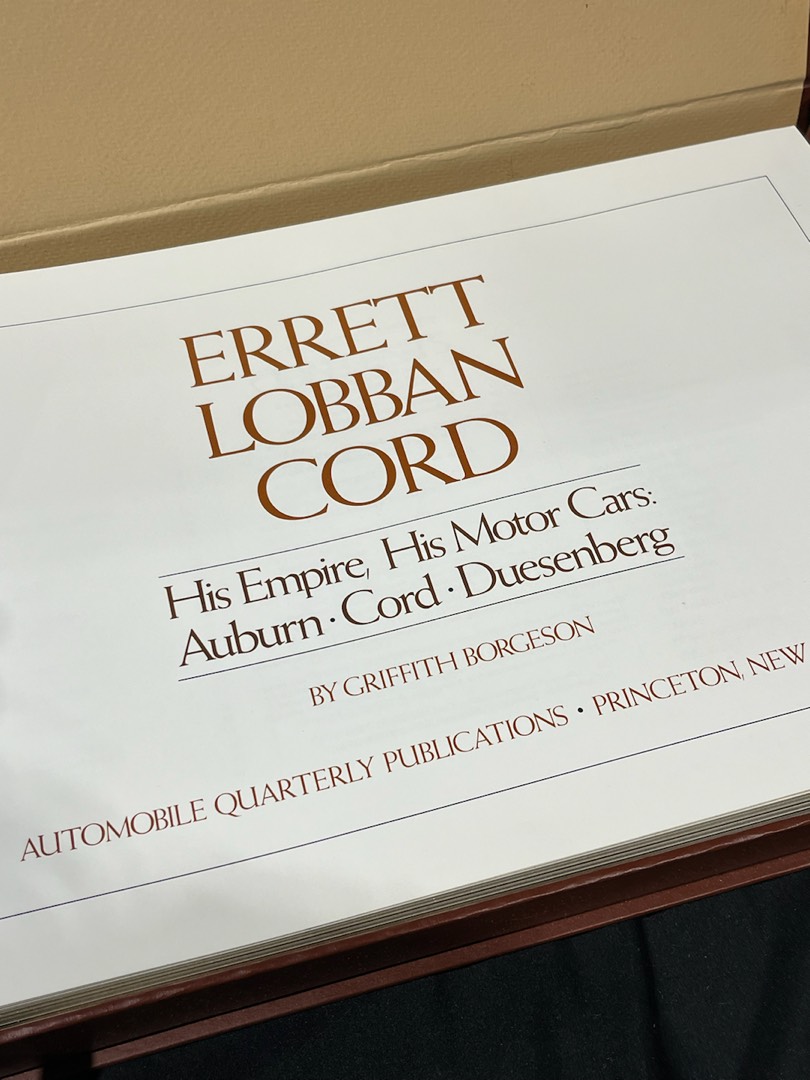 ERRETT
LOBBAN
CORD
His Empire, His Motor Cars:
Auburn · Cord · Duesenberg
BY GRIFFITH BORGESON
AUTOMOBILE QUARTERLY PUBLICATIONS · PRINCETON, NEW